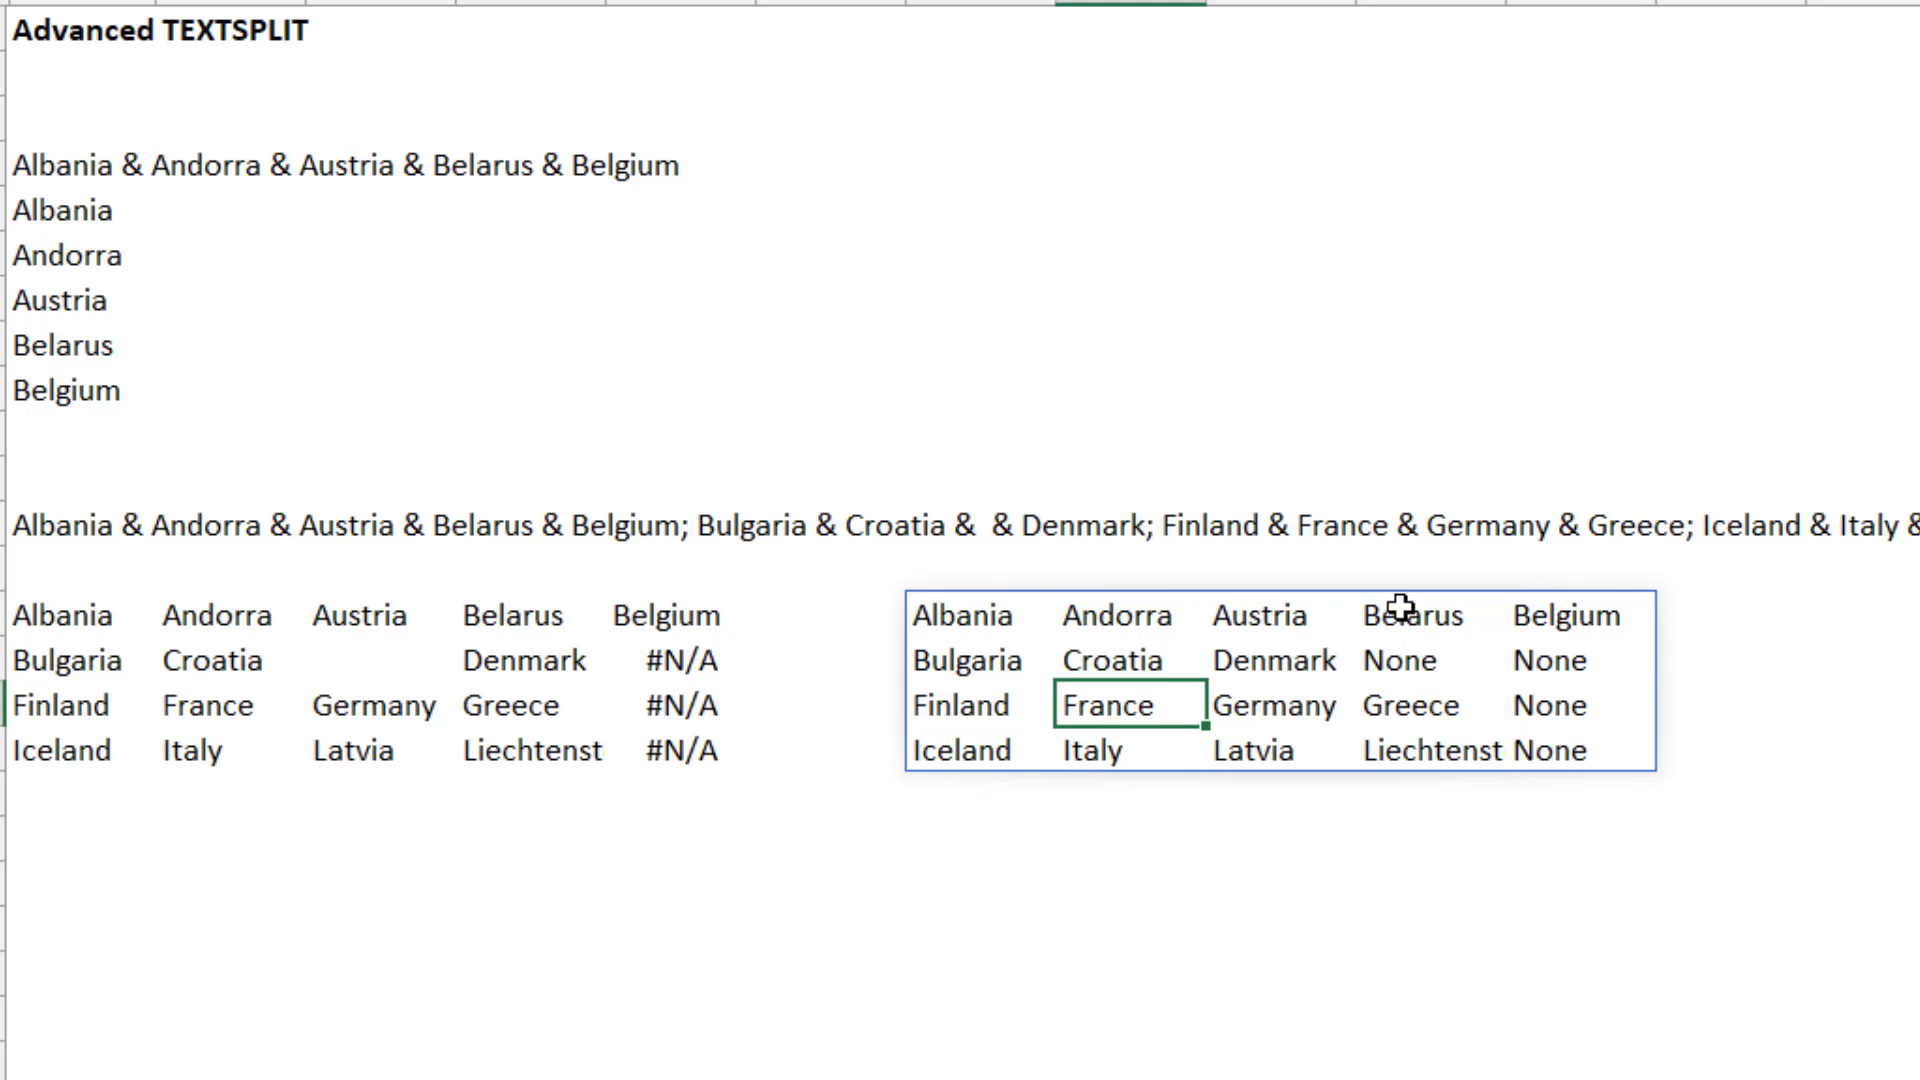 Advanced TEXTSPLIT
Albania & Andorra & Austria & Belarus & Belgium
Albania
Andorra
Austria
Belarus
Belgium
Albania & Andorra & Austria & Belarus & Belgium; Bulgaria & Croatia &  & Denmark; Finland & France & Germany & Greece; Iceland & Italy &
Albania Andorra Austria Belarus Belgium Albania Andorra Austria Belarus Belgium
Bulgaria Croatia Denmark #N/A Bulgaria Croatia Denmark None None
Finland France Germany Greece #N/A Finland France Germany Greece None
Iceland Italy Latvia Liechtenst #N/A Iceland Italy Latvia Liechtenst None